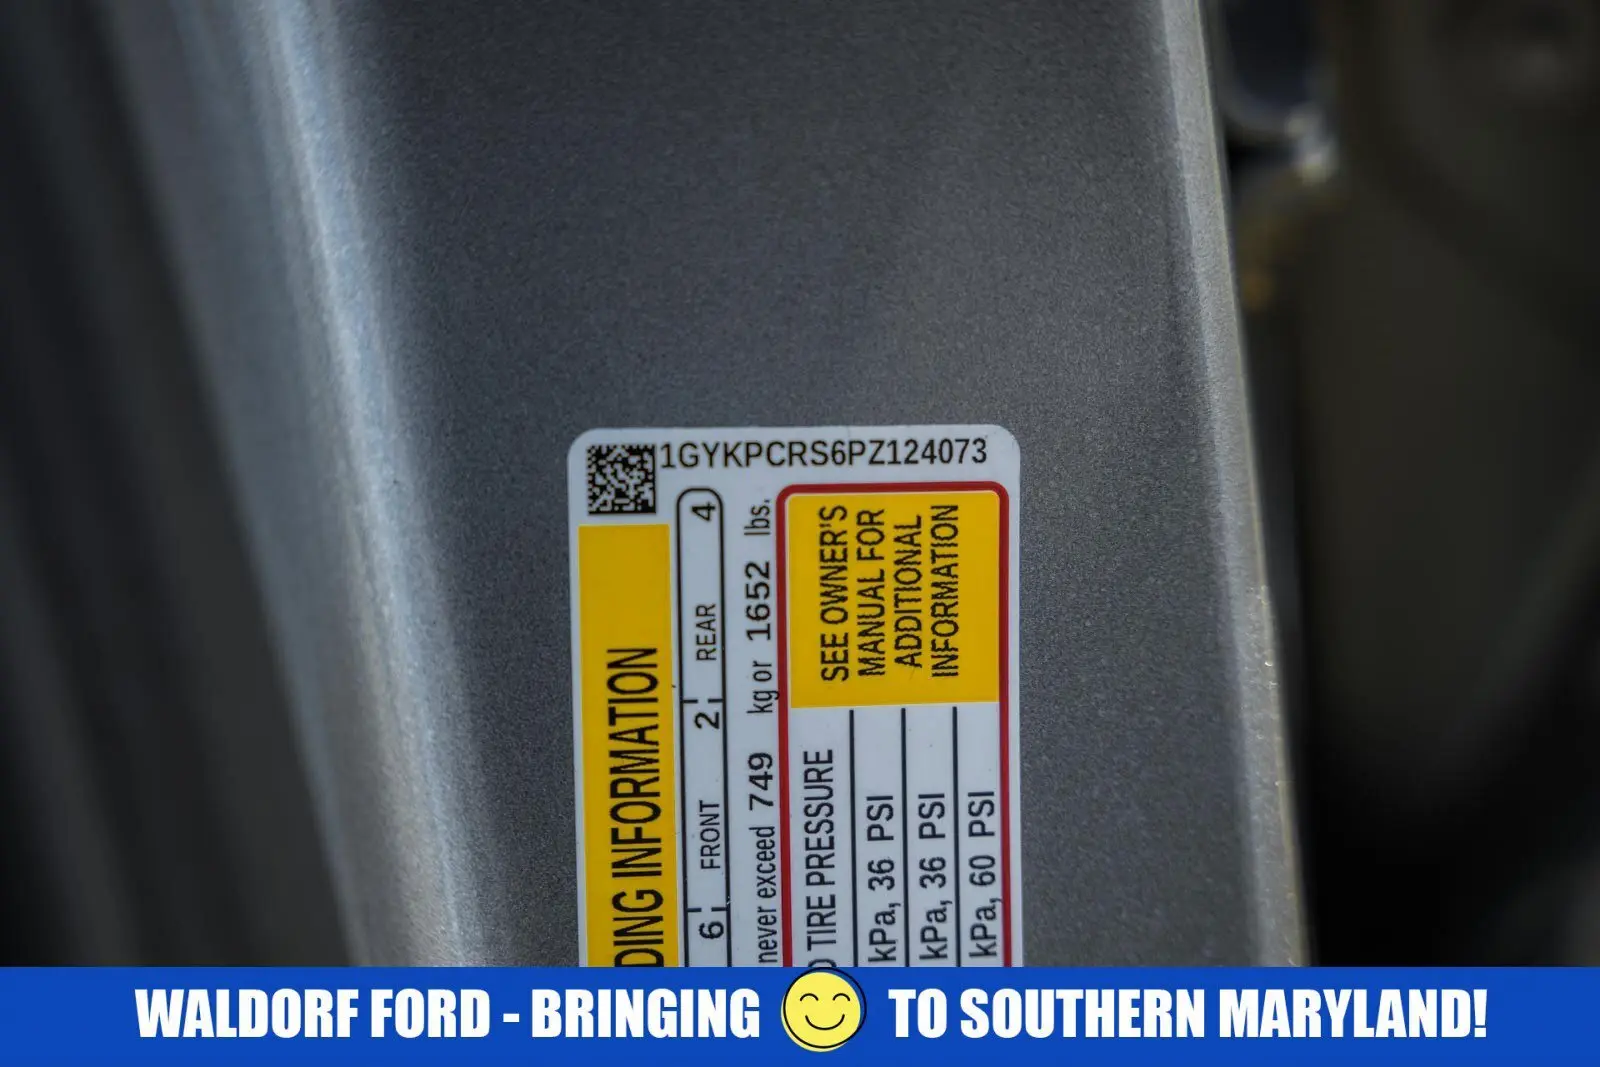 1GYKPCRS6PZ124073
DING INFORMATION
6 FRONT 2 REAR 4
never exceed 749 kg or 1652 lbs.
TIRE PRESSURE
SEE OWNER'S
MANUAL FOR
ADDITIONAL
INFORMATION
kPa, 36 PSI
kPa, 36 PSI
kPa, 60 PSI
WALDORF FORD - BRINGING TO SOUTHERN MARYLAND!